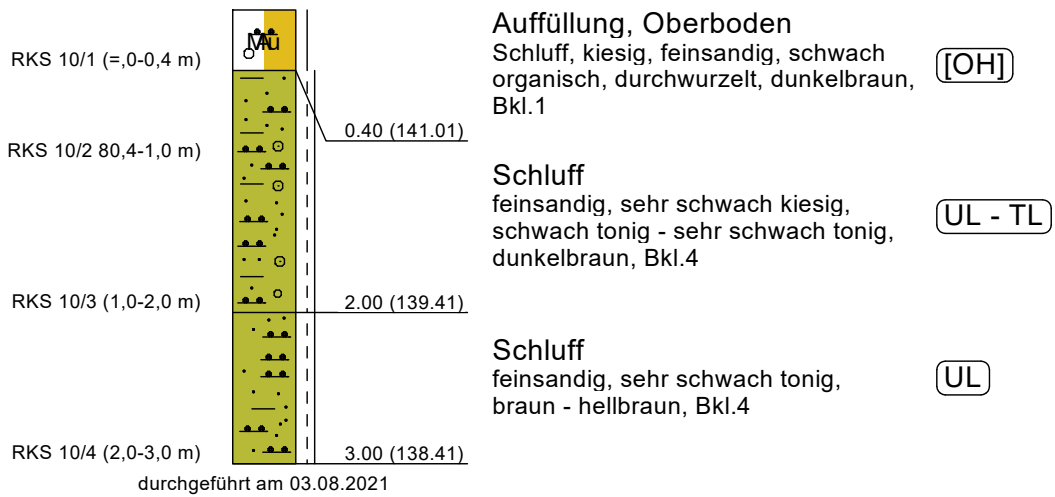 Auffüllung, Oberboden
Schluff, kiesig, feinsandig, schwach
organisch, durchwurzelt, dunkelbraun,
Bkl.1
[OH]
RKS 10/1 (=,0-0,4 m)
0.40 (141.01)
RKS 10/2 80,4-1,0 m)
Schluff
feinsandig, sehr schwach kiesig,
schwach tonig - sehr schwach tonig,
dunkelbraun, Bkl.4
UL - TL
RKS 10/3 (1,0-2,0 m)
2.00 (139.41)
Schluff
feinsandig, sehr schwach tonig,
braun - hellbraun, Bkl.4
UL
RKS 10/4 (2,0-3,0 m)
3.00 (138.41)
durchgeführt am 03.08.2021